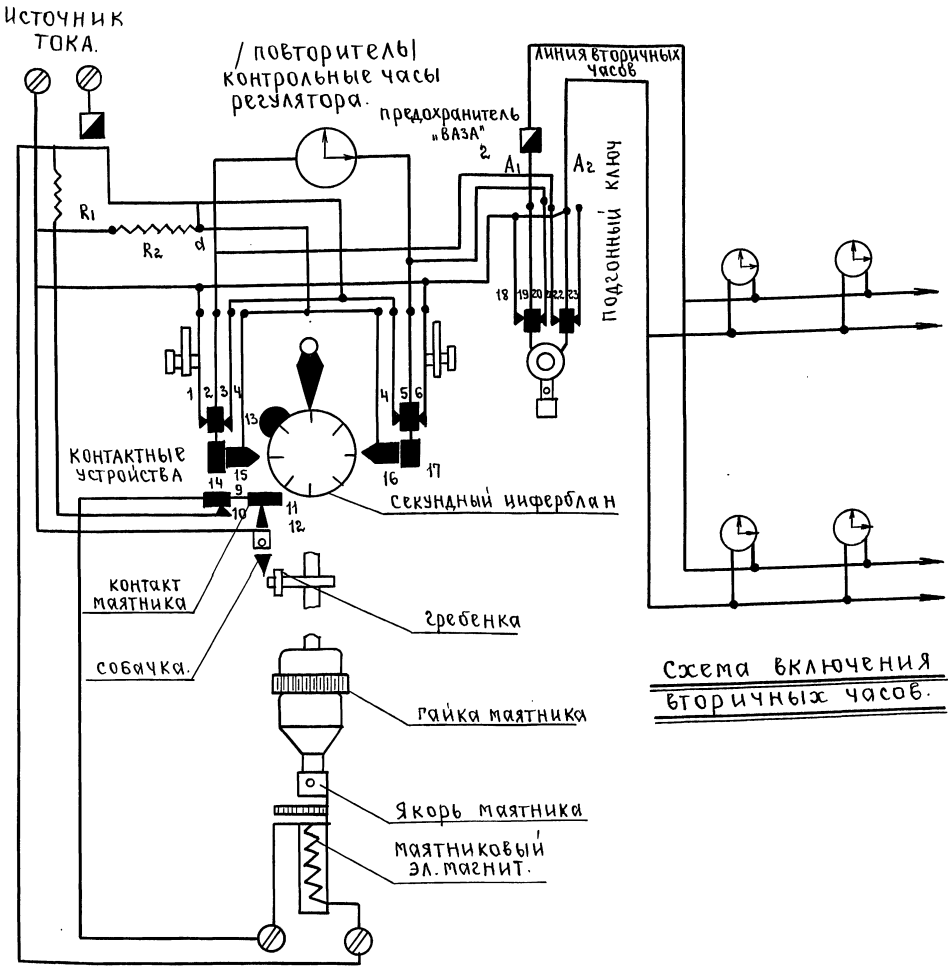 ИСТОЧНИК
ТОКА.
/ПОВТОРИТЕЛЬ/
КОНТРОЛЬНЫЕ ЧАСЫ
РЕГУЛЯТОРА.
ЛИНИЯ ВТОРИЧНЫХ
ЧАСОВ
ПРЕДОХРАНИТЕЛЬ
„ВАЗА"
2
A1
A2
ПОДГОННЫЙ КЛЮЧ
R1
R2
d
18
19
20
21
22
23
1
2
3
4
13
4
5
6
КОНТАКТНЫЕ
УСТРОЙСТВА
14
15
16
17
9
10
11
12
СЕКУНДНЫЙ ЦИФЕРБЛАН
КОНТАКТ
МАЯТНИКА
ГРЕБЕНКА
СОБАЧКА.
СХЕМА ВКЛЮЧЕНИЯ
ВТОРИЧНЫХ ЧАСОВ.
ГАЙКА МАЯТНИКА
ЯКОРЬ МАЯТНИКА
МАЯТНИКОВЫЙ
ЭЛ. МАГНИТ.